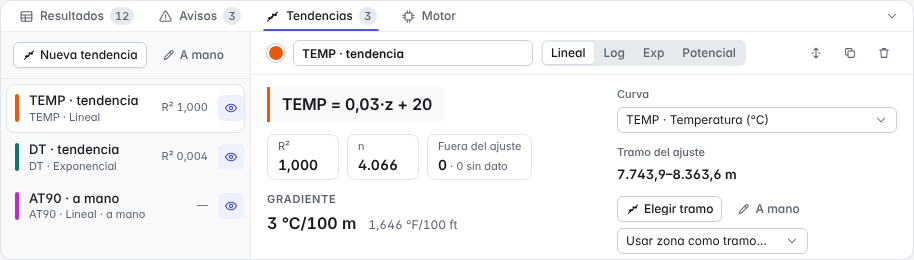 Resultados 12 Avisos 3 Tendencias 3 Motor
Nueva tendencia A mano
TEMP · tendencia
TEMP · Lineal
R² 1,000
DT · tendencia
DT · Exponencial
R² 0,004
AT90 · a mano
AT90 · Lineal · a mano
—
TEMP · tendencia
Lineal Log Exp Potencial
TEMP = 0,03·z + 20
R²
1,000
n
4.066
Fuera del ajuste
0 · 0 sin dato
GRADIENTE
3 °C/100 m 1,646 °F/100 ft
Curva
TEMP · Temperatura (°C)
Tramo del ajuste
7.743,9–8.363,6 m
Elegir tramo A mano
Usar zona como tramo...